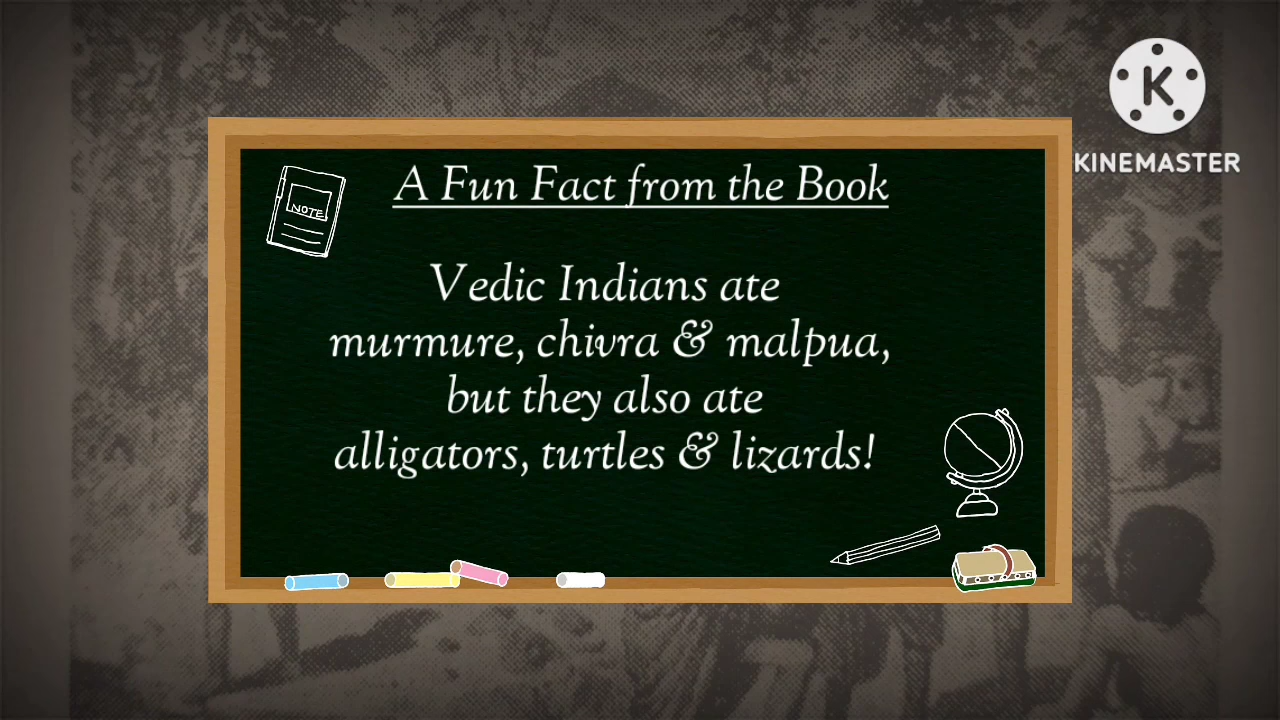 KINEMASTER
A Fun Fact from the Book
NOTE
Vedic Indians ate
murmure, chivra & malpua,
but they also ate
alligators, turtles & lizards!